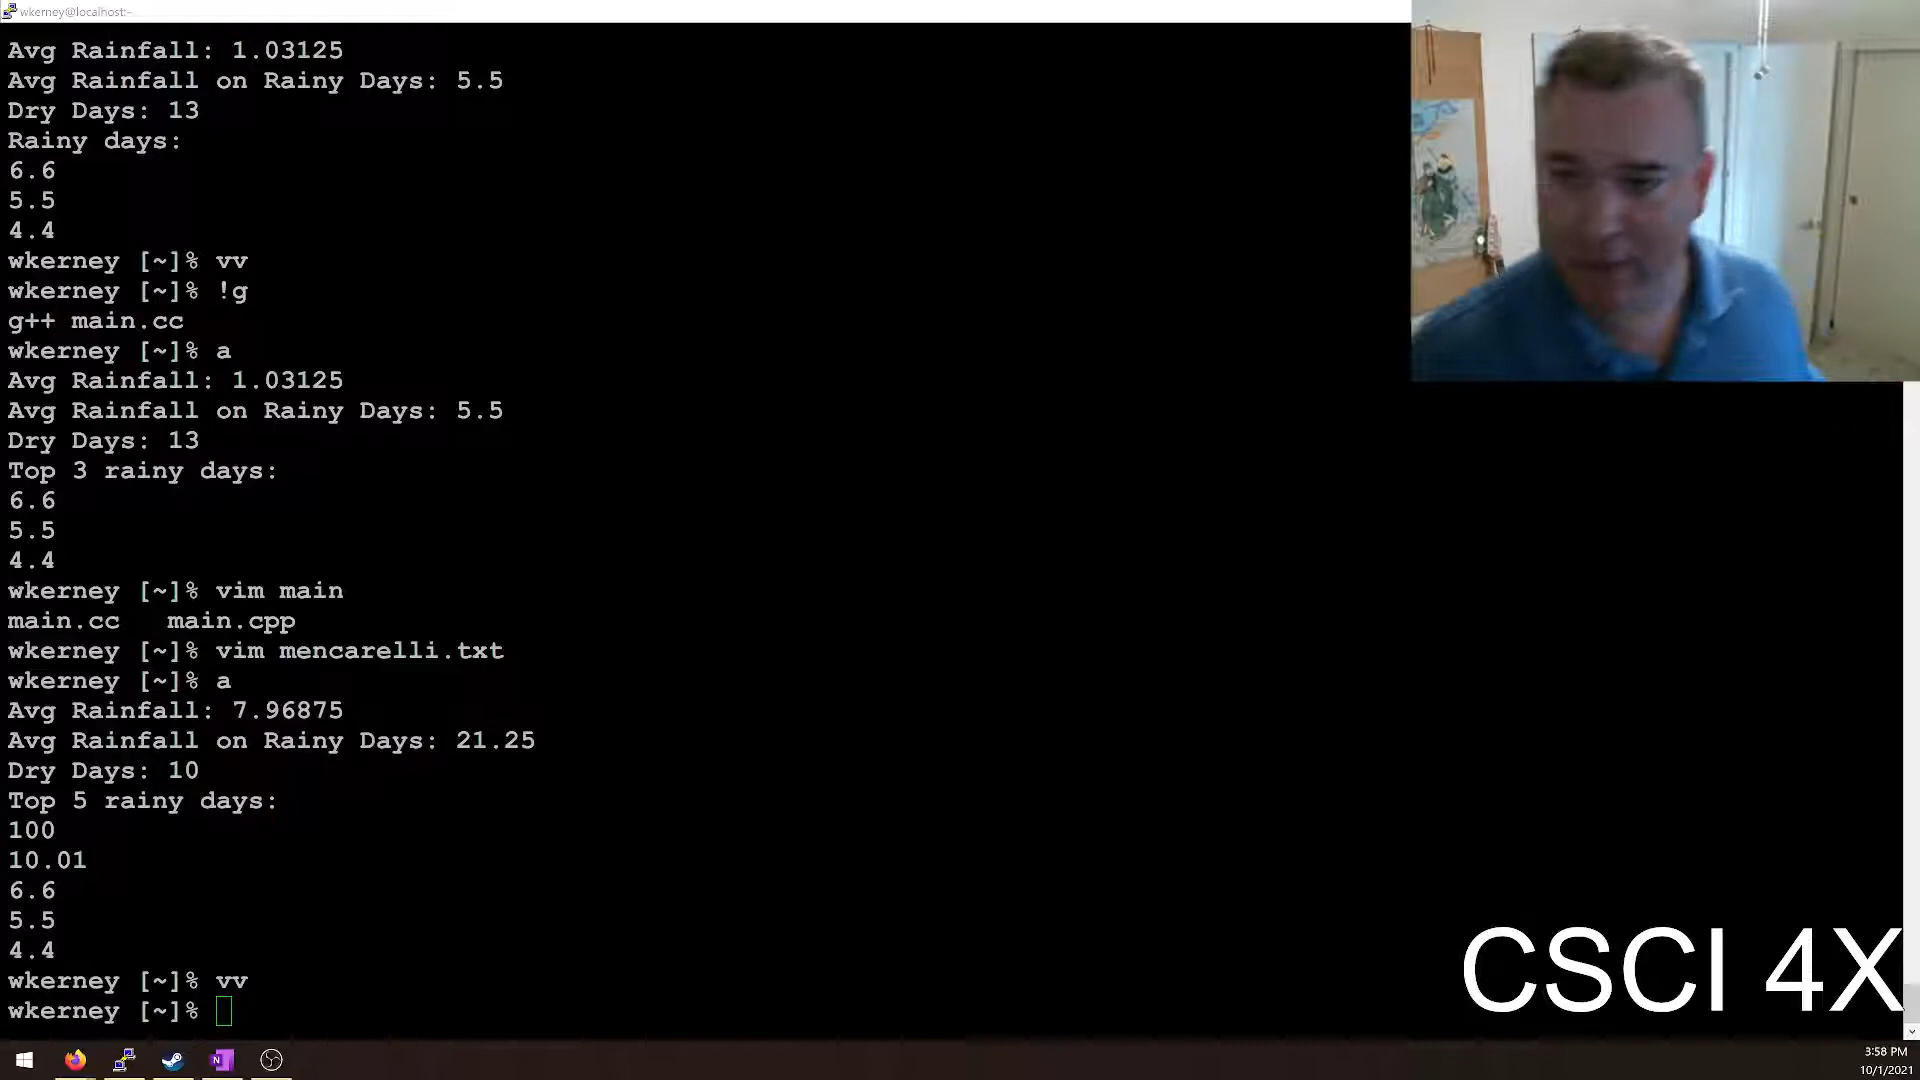 wkerney@localhost:~
Avg Rainfall: 1.03125
Avg Rainfall on Rainy Days: 5.5
Dry Days: 13
Rainy days:
6.6
5.5
4.4
wkerney [~]% vv
wkerney [~]% !g
g++ main.cc
wkerney [~]% a
Avg Rainfall: 1.03125
Avg Rainfall on Rainy Days: 5.5
Dry Days: 13
Top 3 rainy days:
6.6
5.5
4.4
wkerney [~]% vim main
main.cc   main.cpp
wkerney [~]% vim mencarelli.txt
wkerney [~]% a
Avg Rainfall: 7.96875
Avg Rainfall on Rainy Days: 21.25
Dry Days: 10
Top 5 rainy days:
100
10.01
6.6
5.5
4.4
wkerney [~]% vv
wkerney [~]%
CSCI 4X
3:58 PM
10/1/2021